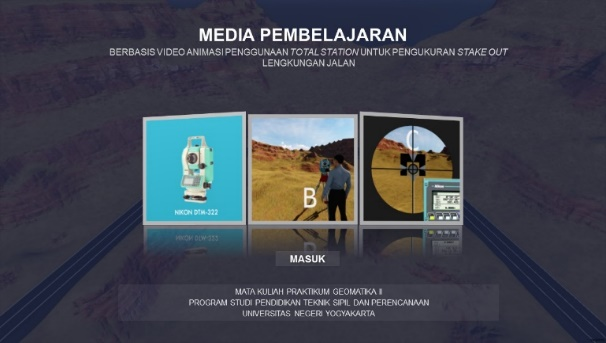 MEDIA PEMBELAJARAN
BERBASIS VIDEO ANIMASI PENGGUNAAN TOTAL STATION UNTUK PENGUKURAN STAKE OUT
LENGKUNGAN JALAN
NIKON DTM-322
B
C
MASUK
MATA KULIAH PRAKTIKUM GEOMATIKA II
PROGRAM STUDI PENDIDIKAN TEKNIK SIPIL DAN PERENCANAAN
UNIVERSITAS NEGERI YOGYAKARTA